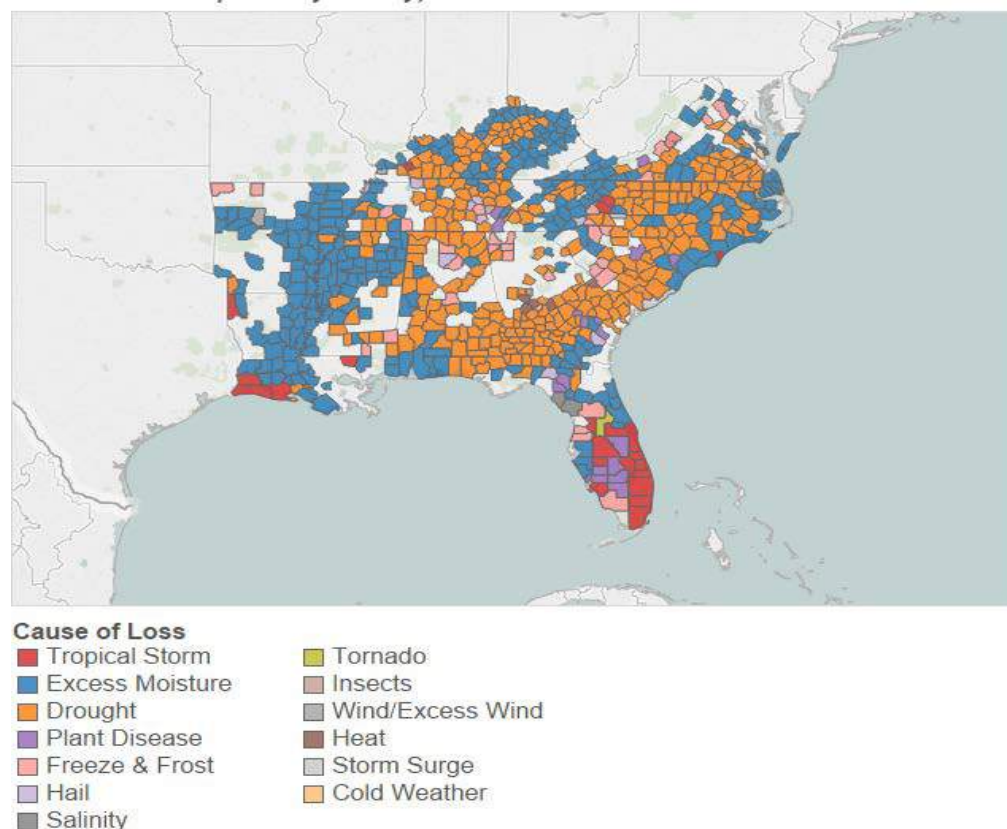 Cause of Loss
Tropical Storm
Excess Moisture
Drought
Plant Disease
Freeze & Frost
Hail
Salinity
Tornado
Insects
Wind/Excess Wind
Heat
Storm Surge
Cold Weather